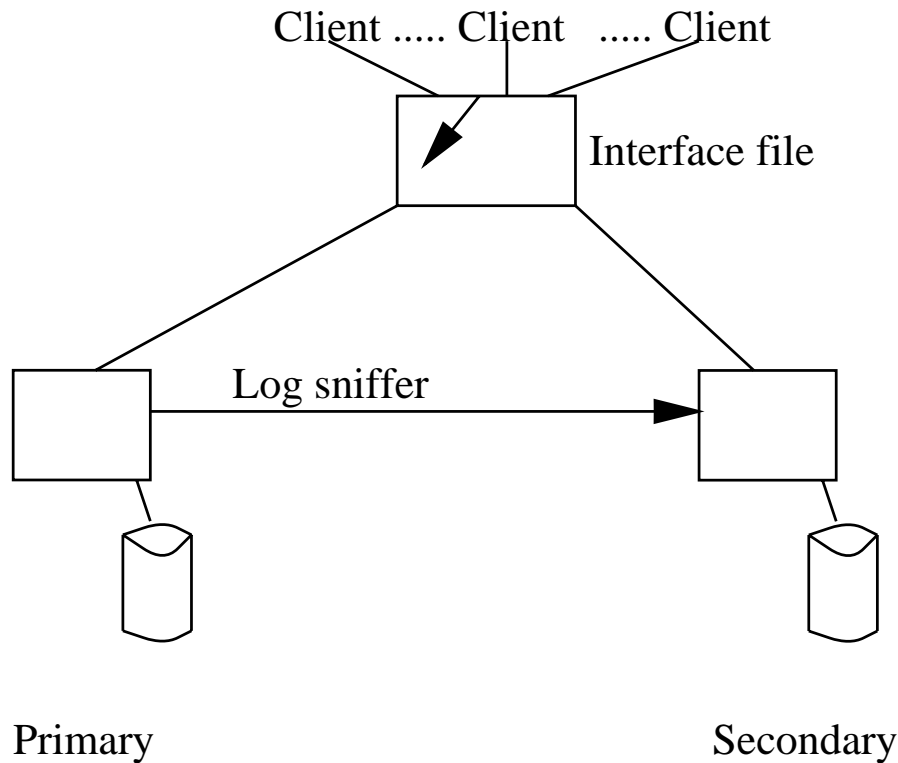 Client ..... Client ..... Client
Interface file
Log sniffer
Primary
Secondary